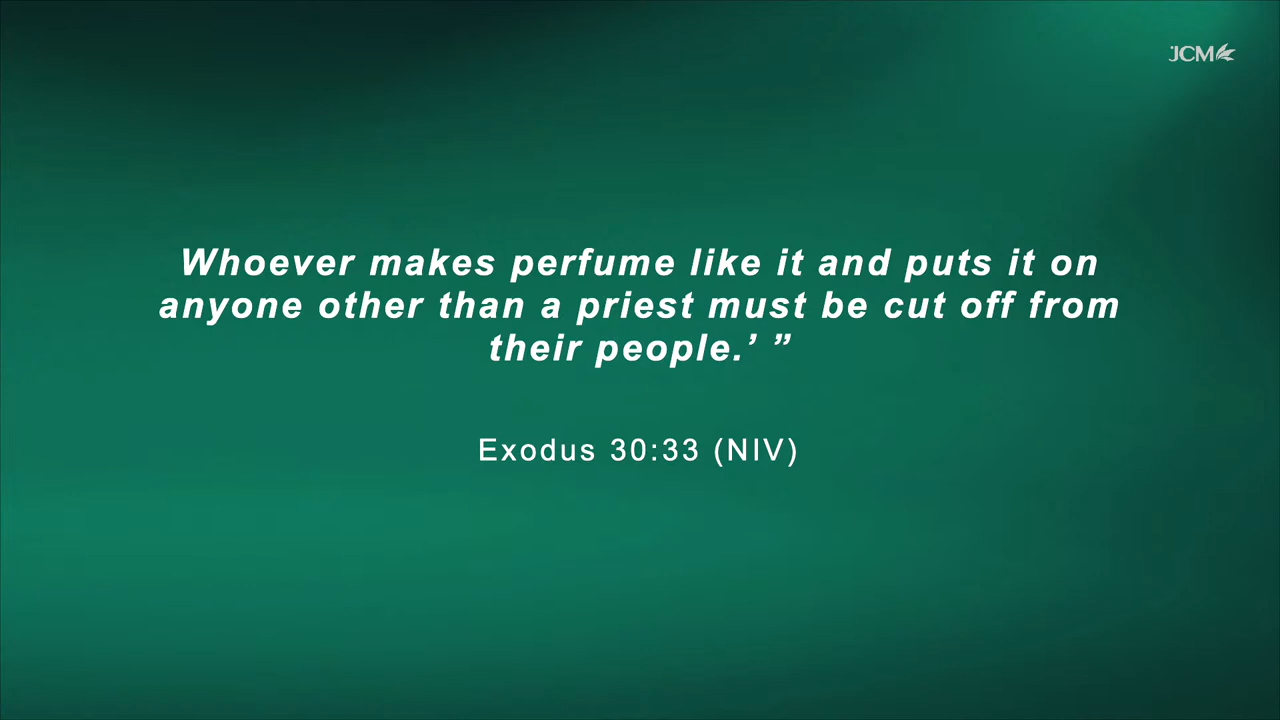 JCM
Whoever makes perfume like it and puts it on
anyone other than a priest must be cut off from
their people.’ ”
Exodus 30:33 (NIV)